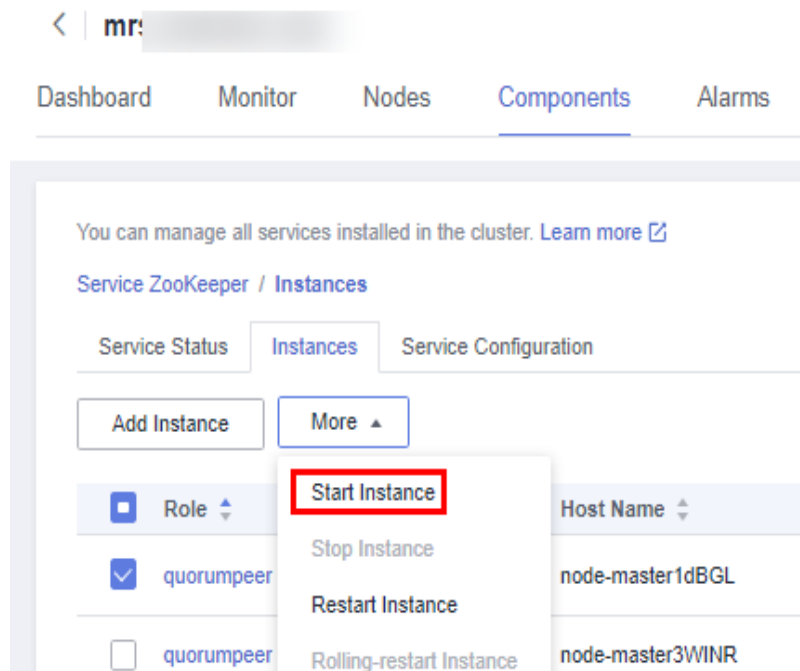 mrs
Dashboard Monitor Nodes Components Alarms
You can manage all services installed in the cluster. Learn more
Service ZooKeeper / Instances
Service Status Instances Service Configuration
Add Instance More
Start Instance
Role Host Name
Stop Instance
quorumpeer node-master1dBGL
Restart Instance
quorumpeer node-master3WINR
Rolling-restart Instance